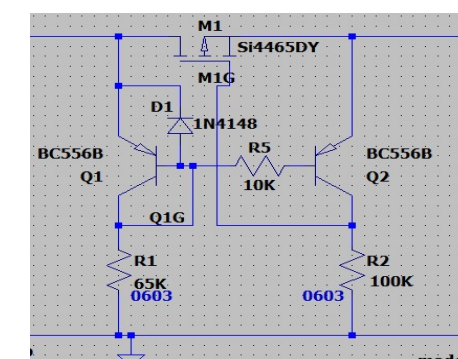 M1
Si4465DY
M1G
D1
1N4148
BC556B
Q1
R5
10K
BC556B
Q2
Q1G
R1
65K
0603
R2
100K
0603